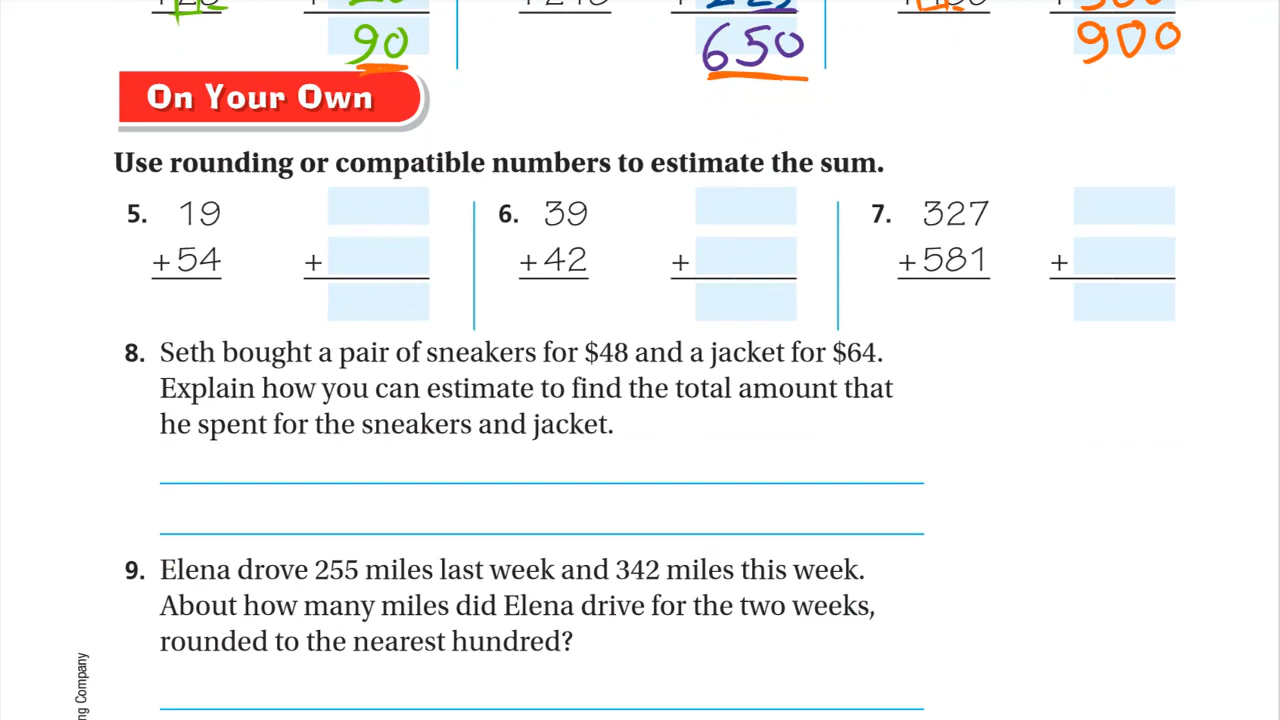 90
650
900
On Your Own
Use rounding or compatible numbers to estimate the sum.
5. 19
+54
+
6. 39
+42
+
7. 327
+581
+
8. Seth bought a pair of sneakers for $48 and a jacket for $64.
Explain how you can estimate to find the total amount that
he spent for the sneakers and jacket.
9. Elena drove 255 miles last week and 342 miles this week.
About how many miles did Elena drive for the two weeks,
rounded to the nearest hundred?
ng Company